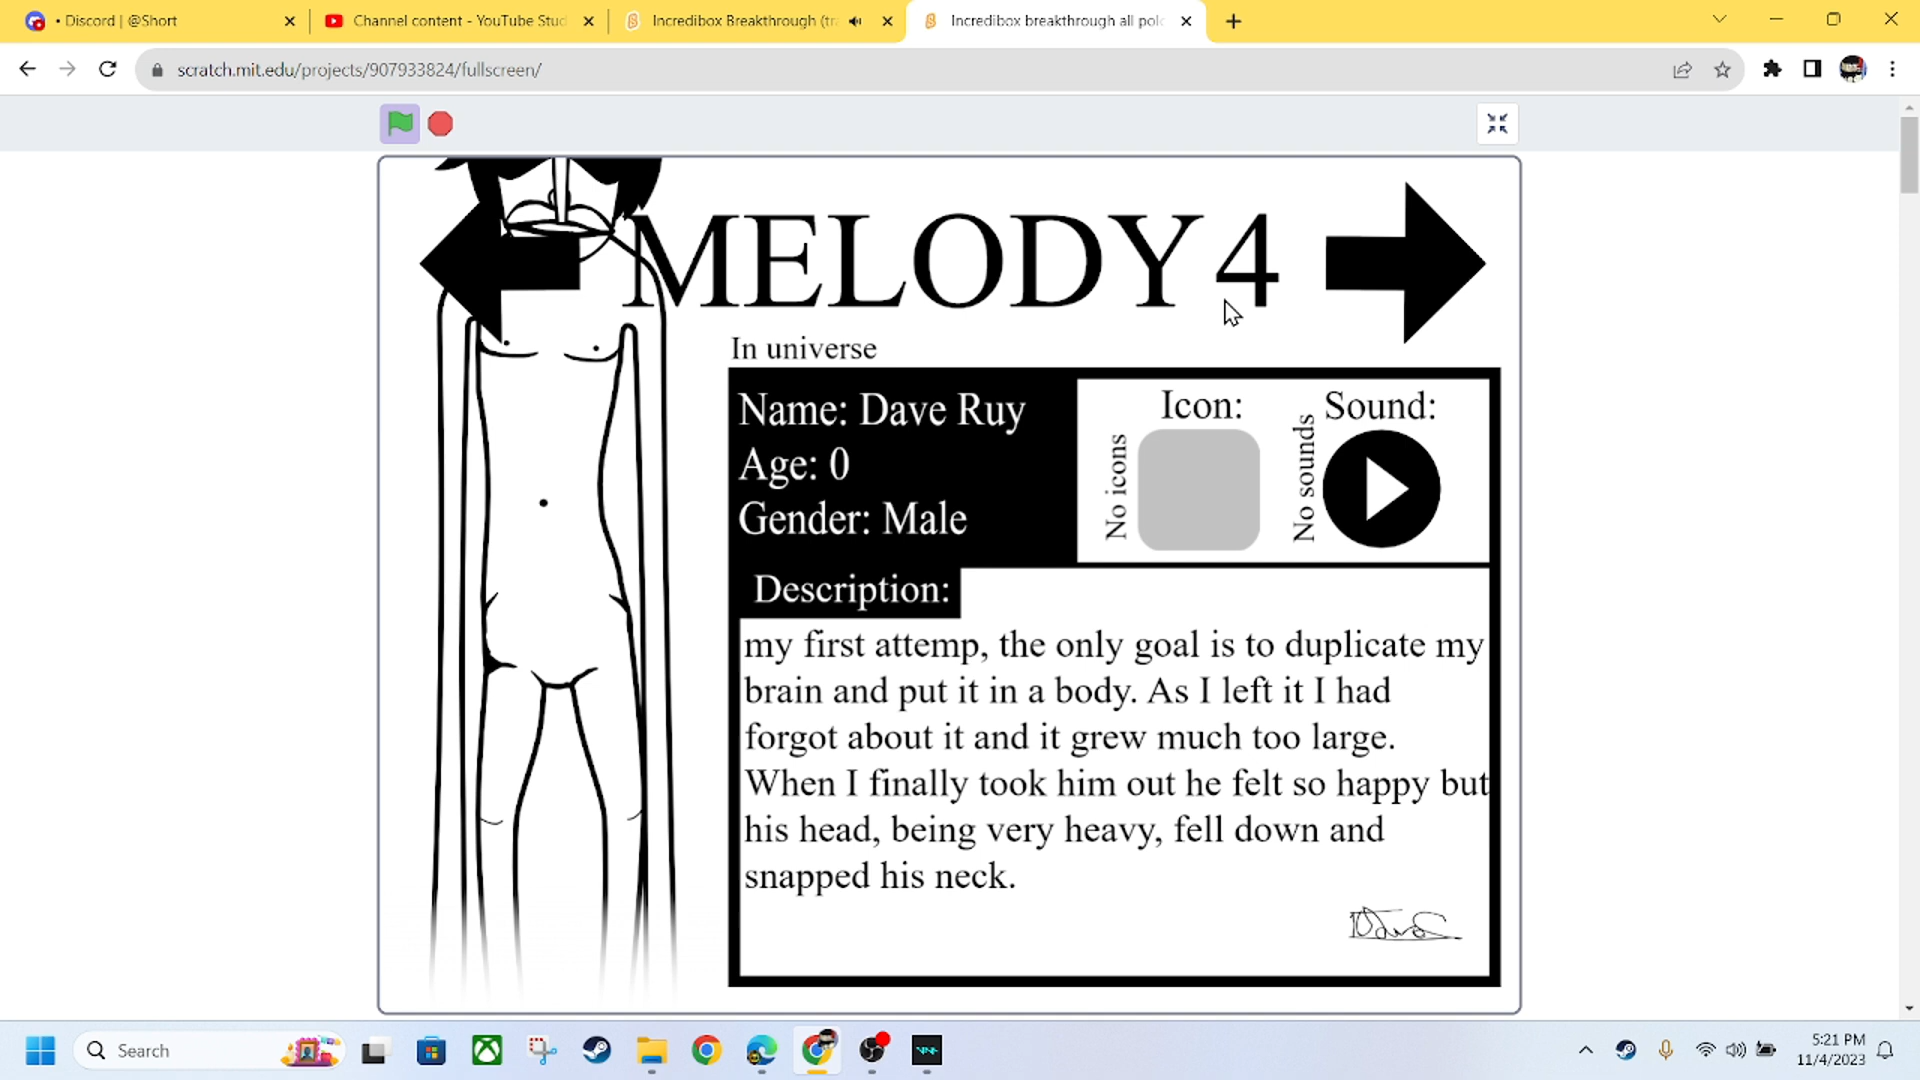 • Discord | @Short
Channel content - YouTube Stud
Incredibox Breakthrough (tr
Incredibox breakthrough all polo
scratch.mit.edu/projects/907933824/fullscreen/
MELODY 4
In universe
Name: Dave Ruy
Age: 0
Gender: Male
Icon:
No icons
Sound:
No sounds
Description:
my first attemp, the only goal is to duplicate my
brain and put it in a body. As I left it I had
forgot about it and it grew much too large.
When I finally took him out he felt so happy but
his head, being very heavy, fell down and
snapped his neck.
Search
5:21 PM
11/4/2023